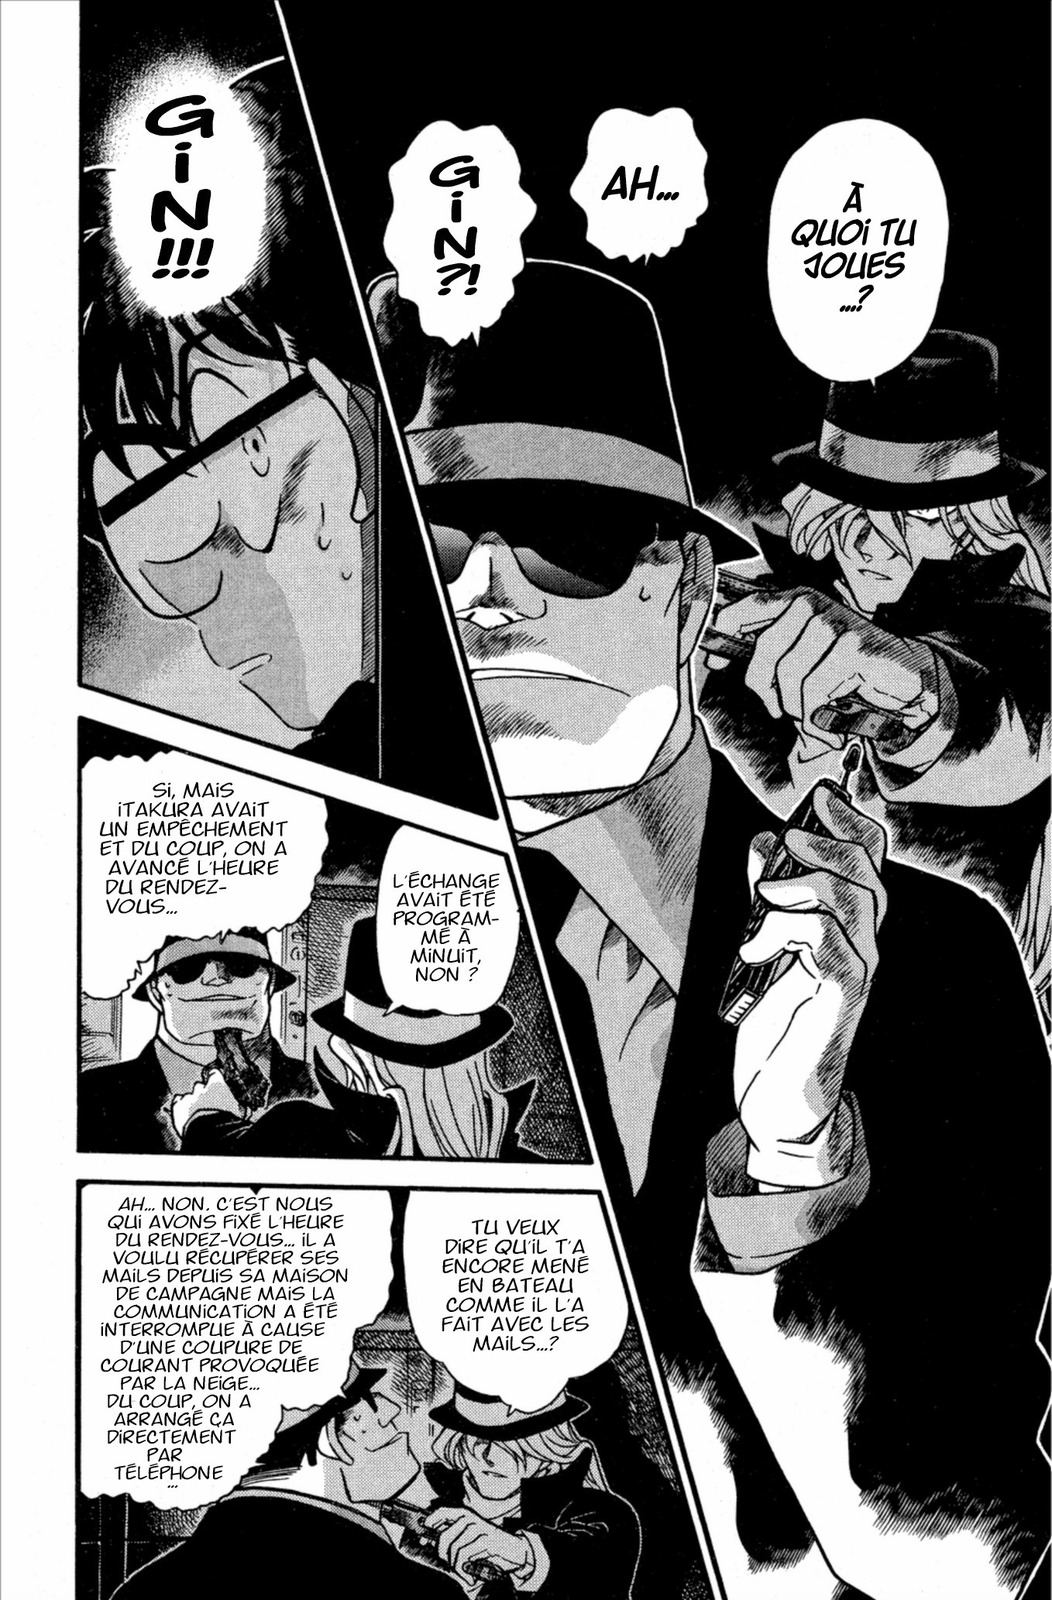 À
QUOI TU
JOUES
...?
AH...
GIN?!
GIN!!!
L'ÉCHANGE
AVAIT ÉTÉ
PROGRAM-
MÉ À
MINUIT,
NON ?
SI, MAIS
ITAKURA AVAIT
UN EMPÊCHEMENT
ET DU COUP, ON A
AVANCÉ L'HEURE
DU RENDEZ-
VOUS...
TU VEUX
DIRE QU'IL T'A
ENCORE MENÉ
EN BATEAU
COMME IL L'A
FAIT AVEC LES
MAILS...?
AH... NON. C'EST NOUS
QUI AVONS FIXÉ L'HEURE
DU RENDEZ-VOUS... IL A
VOULU RÉCUPÉRER SES
MAILS DEPUIS SA MAISON
DE CAMPAGNE MAIS LA
COMMUNICATION A ÉTÉ
INTERROMPUE À CAUSE
D'UNE COUPURE DE
COURANT PROVOQUÉE
PAR LA NEIGE...
DU COUP, ON A
ARRANGÉ ÇA
DIRECTEMENT
PAR
TÉLÉPHONE
...